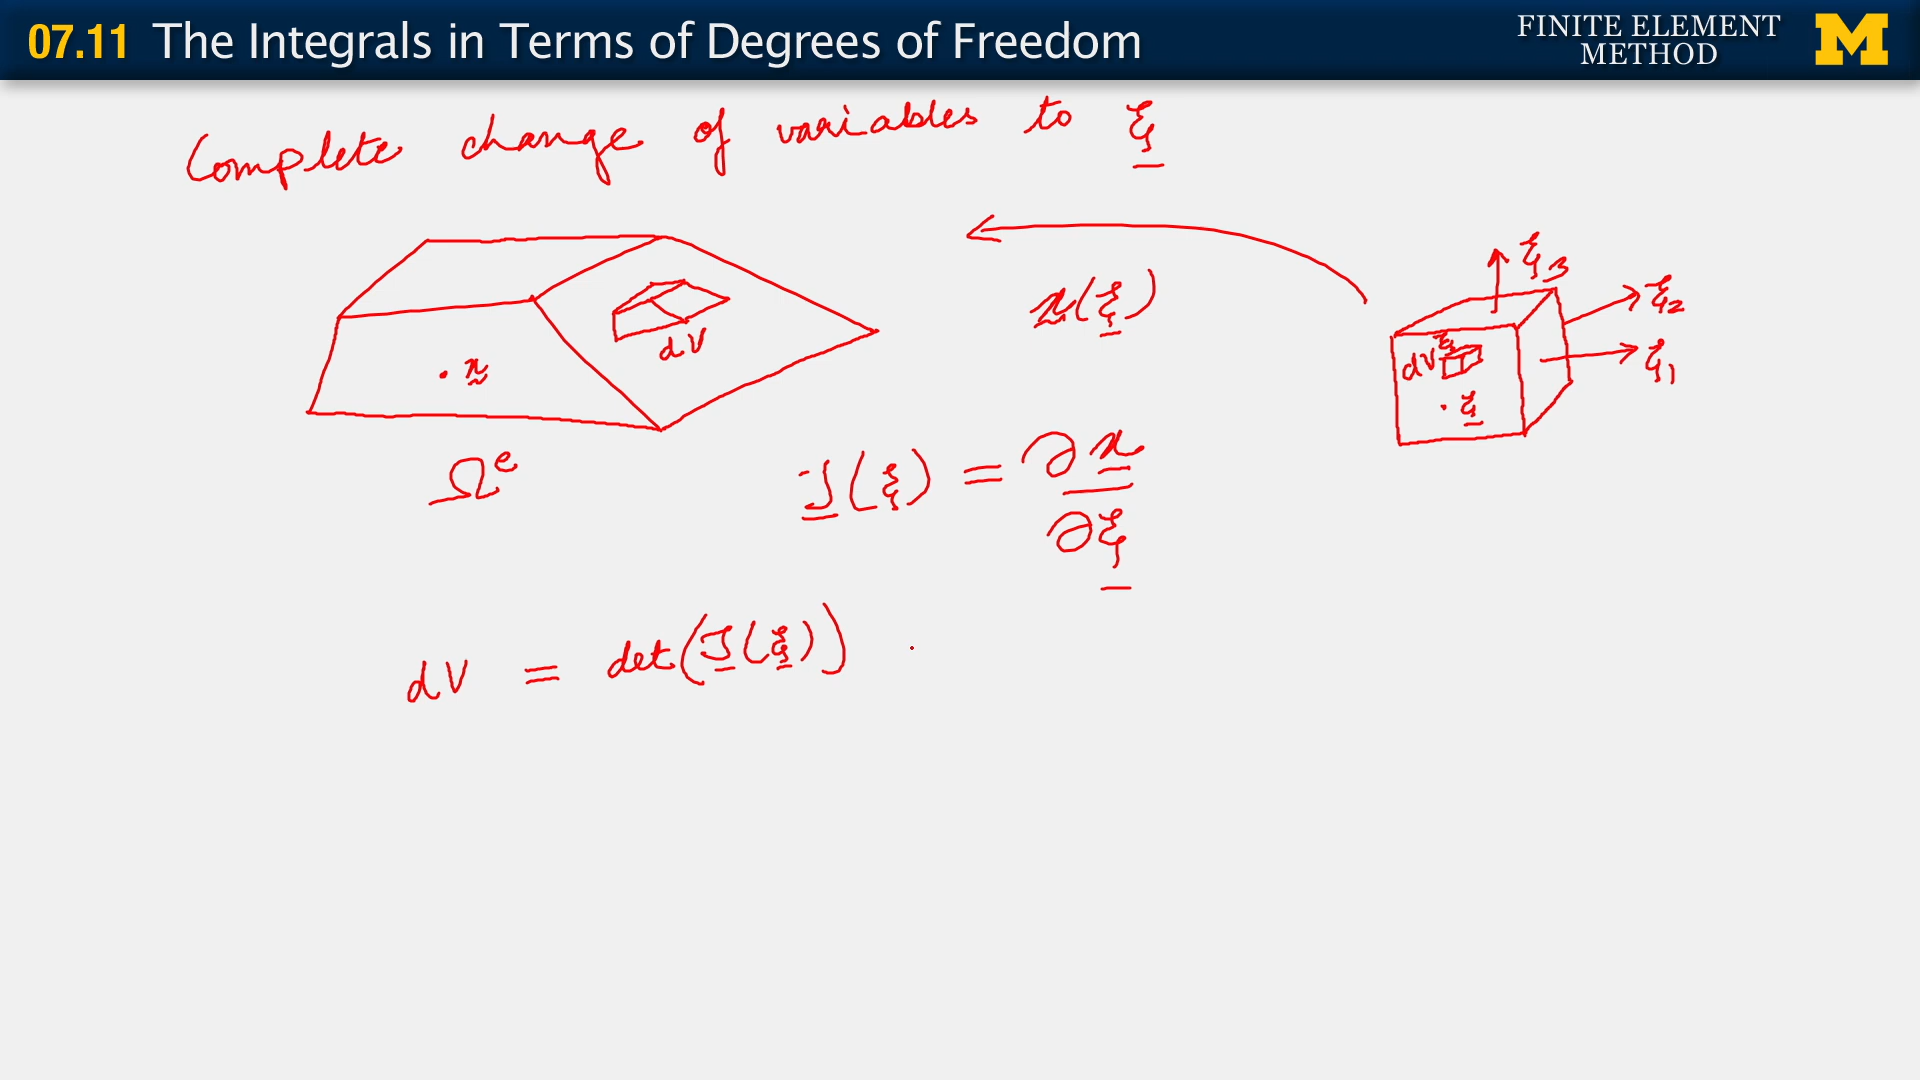 07.11 The Integrals in Terms of Degrees of Freedom
FINITE ELEMENT
METHOD
M
Complete change of variables to ξ
x(ξ)
ξ3
ξ2
ξ1
dV
dVξ
· x
· ξ
Ωe
J(ξ) = ∂x/∂ξ
dV = det(J(ξ))